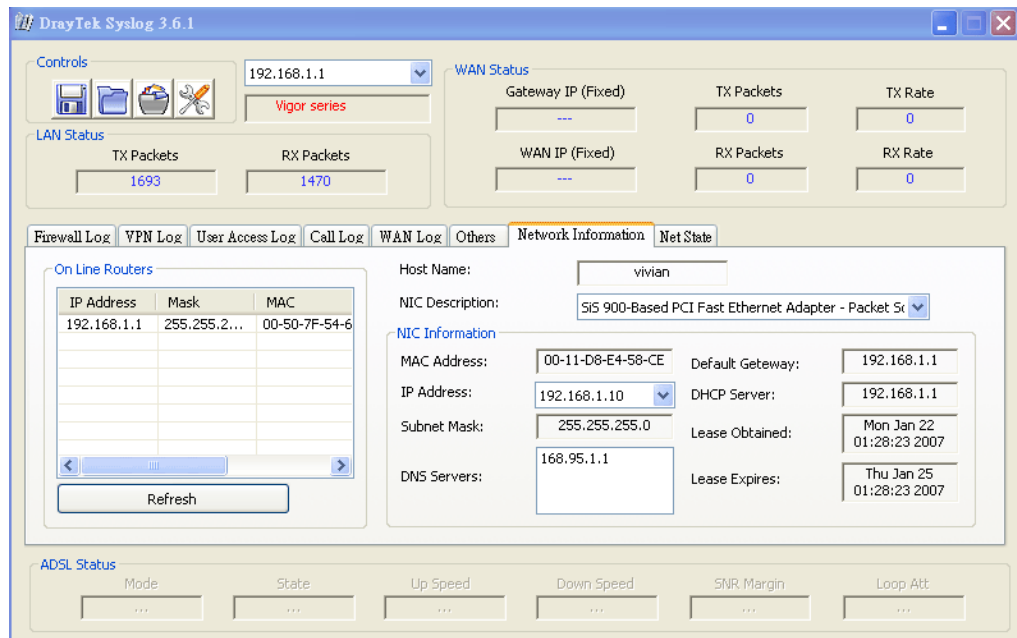 DrayTek Syslog 3.6.1
Controls
192.168.1.1
Vigor series
WAN Status
Gateway IP (Fixed) TX Packets TX Rate
--- 0 0
WAN IP (Fixed) RX Packets RX Rate
--- 0 0
LAN Status
TX Packets RX Packets
1693 1470
Firewall Log VPN Log User Access Log Call Log WAN Log Others Network Information Net State
On Line Routers
IP Address Mask MAC
192.168.1.1 255.255.2... 00-50-7F-54-6
Refresh
Host Name: vivian
NIC Description: SiS 900-Based PCI Fast Ethernet Adapter - Packet Sc
NIC Information
MAC Address: 00-11-D8-E4-58-CE
IP Address: 192.168.1.10
Subnet Mask: 255.255.255.0
DNS Servers: 168.95.1.1
Default Geteway: 192.168.1.1
DHCP Server: 192.168.1.1
Lease Obtained: Mon Jan 22
01:28:23 2007
Lease Expires: Thu Jan 25
01:28:23 2007
ADSL Status
Mode State Up Speed Down Speed SNR Margin Loop Att
... ... ... ... ... ...